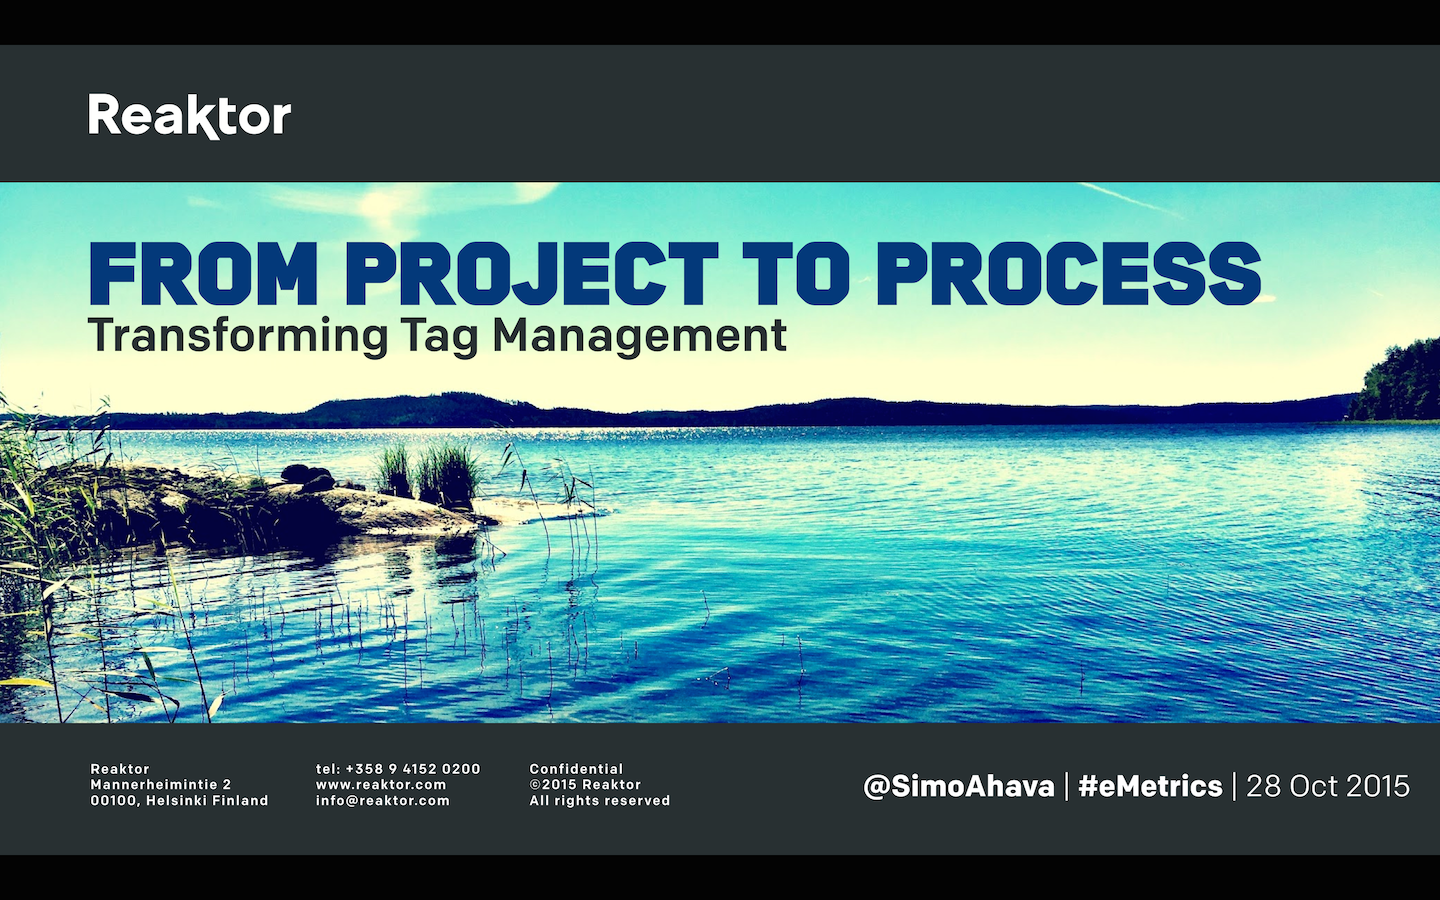 Reaktor
FROM PROJECT TO PROCESS
Transforming Tag Management
Reaktor
Mannerheimintie 2
00100, Helsinki Finland
tel: +358 9 4152 0200
www.reaktor.com
info@reaktor.com
Confidential
©2015 Reaktor
All rights reserved
@SimoAhava | #eMetrics | 28 Oct 2015